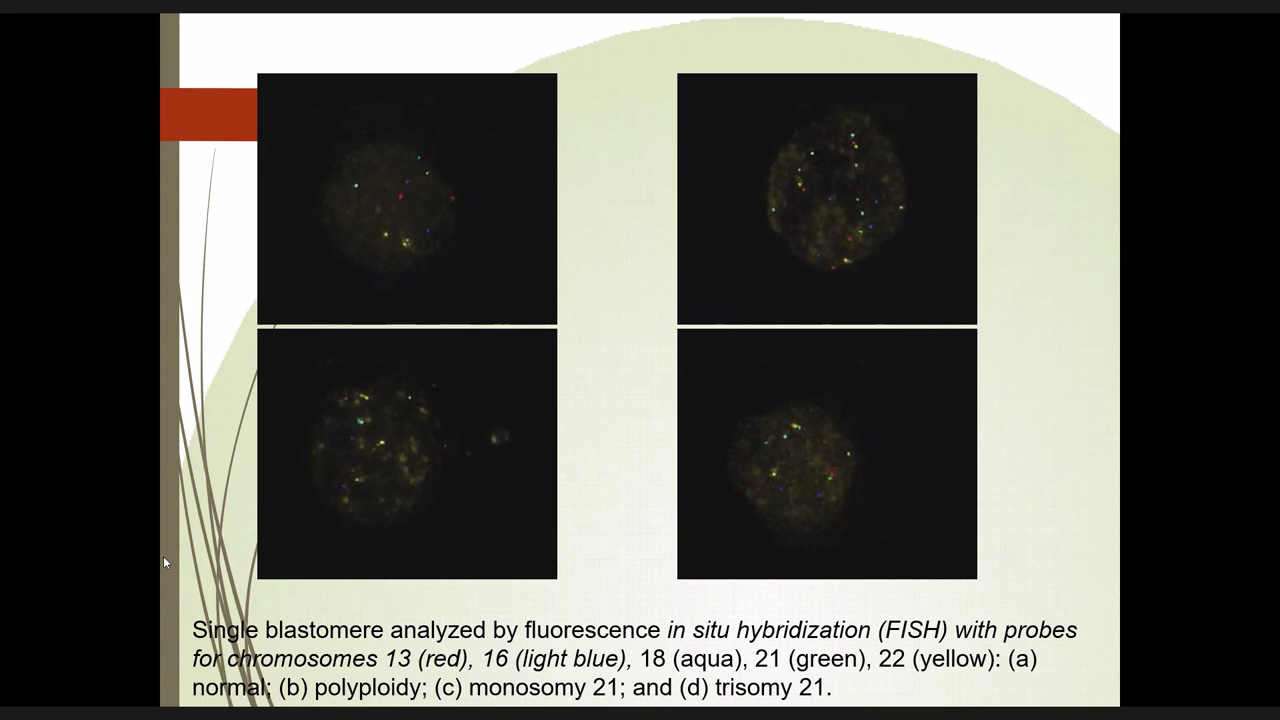 Single blastomere analyzed by fluorescence in situ hybridization (FISH) with probes
for chromosomes 13 (red), 16 (light blue), 18 (aqua), 21 (green), 22 (yellow): (a)
normal; (b) polyploidy; (c) monosomy 21; and (d) trisomy 21.